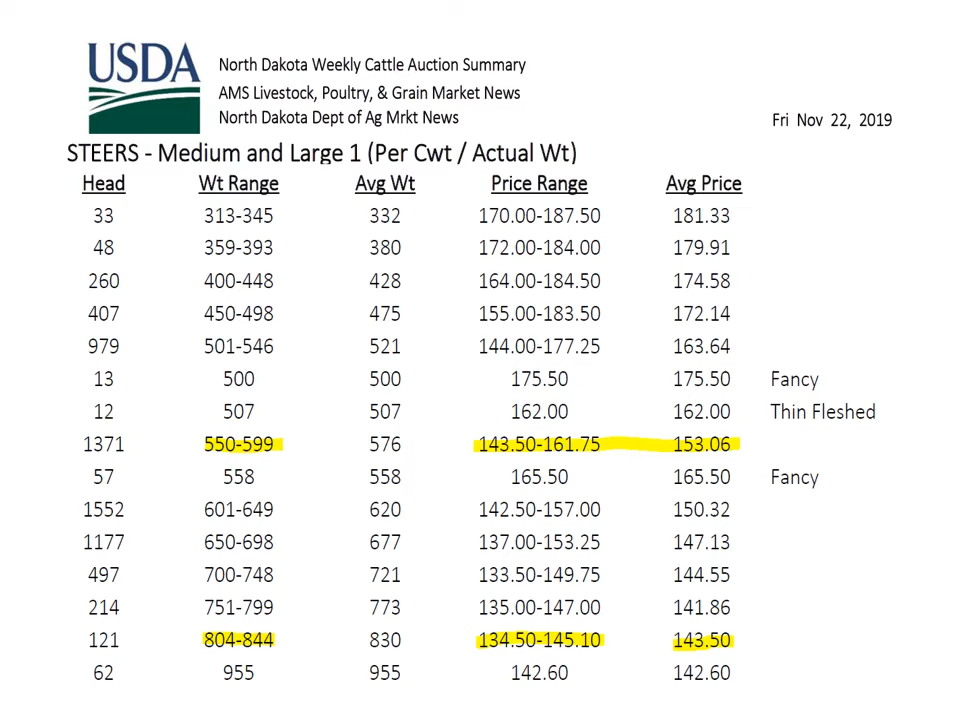 USDA
North Dakota Weekly Cattle Auction Summary
AMS Livestock, Poultry, & Grain Market News
North Dakota Dept of Ag Mrkt News
Fri Nov 22, 2019
STEERS - Medium and Large 1 (Per Cwt / Actual Wt)
Head Wt Range Avg Wt Price Range Avg Price
33 313-345 332 170.00-187.50 181.33
48 359-393 380 172.00-184.00 179.91
260 400-448 428 164.00-184.50 174.58
407 450-498 475 155.00-183.50 172.14
979 501-546 521 144.00-177.25 163.64
13 500 500 175.50 175.50 Fancy
12 507 507 162.00 162.00 Thin Fleshed
1371 550-599 576 143.50-161.75 153.06
57 558 558 165.50 165.50 Fancy
1552 601-649 620 142.50-157.00 150.32
1177 650-698 677 137.00-153.25 147.13
497 700-748 721 133.50-149.75 144.55
214 751-799 773 135.00-147.00 141.86
121 804-844 830 134.50-145.10 143.50
62 955 955 142.60 142.60